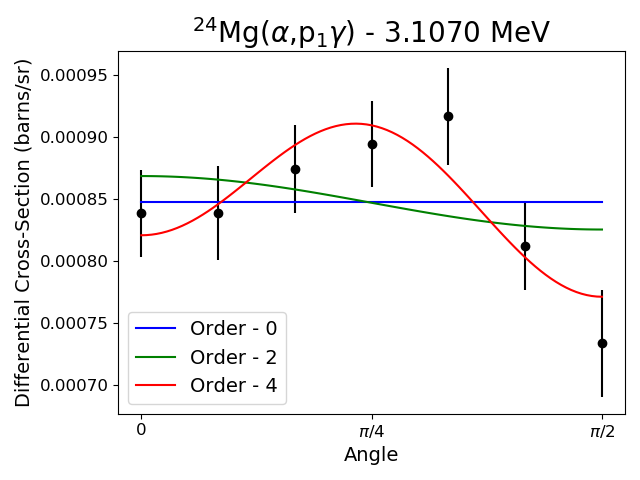 ²⁴Mg(α,p₁γ) - 3.1070 MeV
Differential Cross-Section (barns/sr)
0.00095
0.00090
0.00085
0.00080
0.00075
0.00070
Order - 0
Order - 2
Order - 4
0 π/4 π/2
Angle